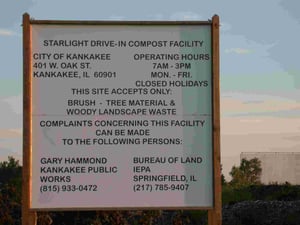 STARLIGHT DRIVE-IN COMPOST FACILITY
CITY OF KANKAKEE
401 W. OAK ST.
KANKAKEE, IL 60901
OPERATING HOURS
7AM - 3PM
MON. - FRI.
CLOSED HOLIDAYS
THIS SITE ACCEPTS ONLY:
BRUSH - TREE MATERIAL &
WOODY LANDSCAPE WASTE
COMPLAINTS CONCERNING THIS FACILITY
CAN BE MADE
TO THE FOLLOWING PERSONS:
GARY HAMMOND
KANKAKEE PUBLIC
WORKS
(815) 933-0472
BUREAU OF LAND
IEPA
SPRINGFIELD, IL
(217) 785-9407